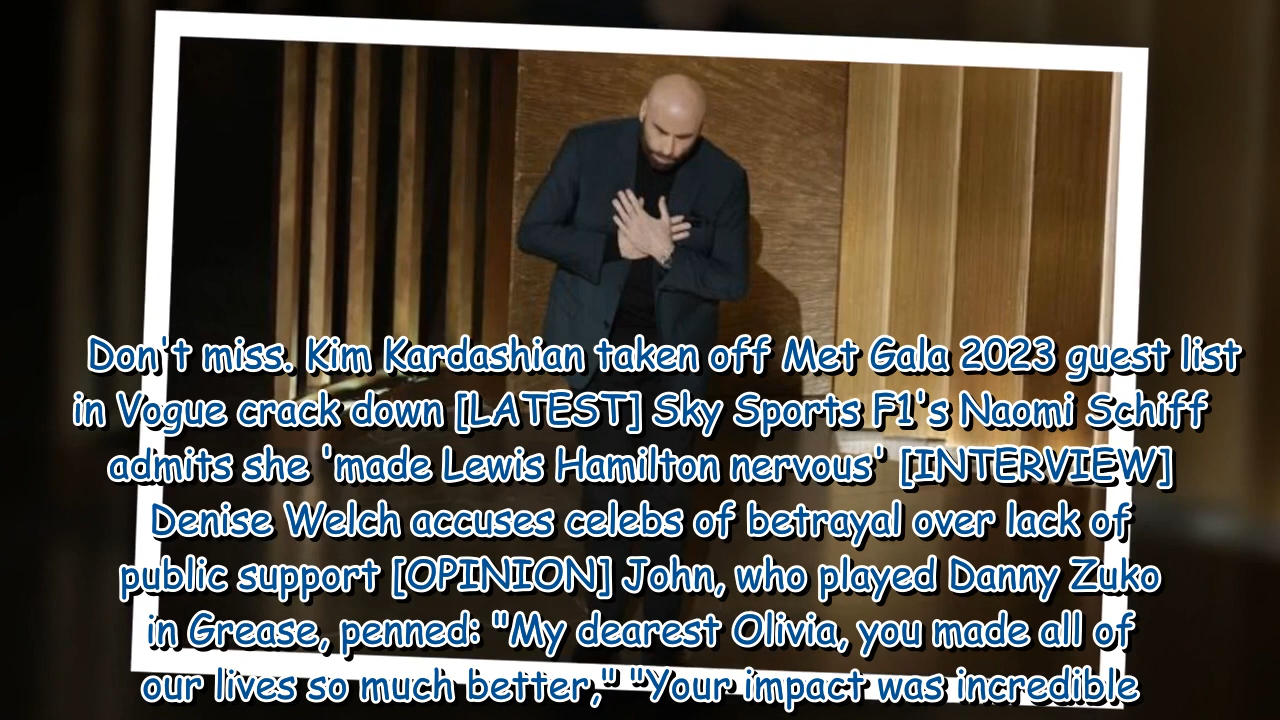 Don't miss. Kim Kardashian taken off Met Gala 2023 guest list
in Vogue crack down [LATEST] Sky Sports F1's Naomi Schiff
admits she 'made Lewis Hamilton nervous' [INTERVIEW]
Denise Welch accuses celebs of betrayal over lack of
public support [OPINION] John, who played Danny Zuko
in Grease, penned: "My dearest Olivia, you made all of
our lives so much better," "Your impact was incredible